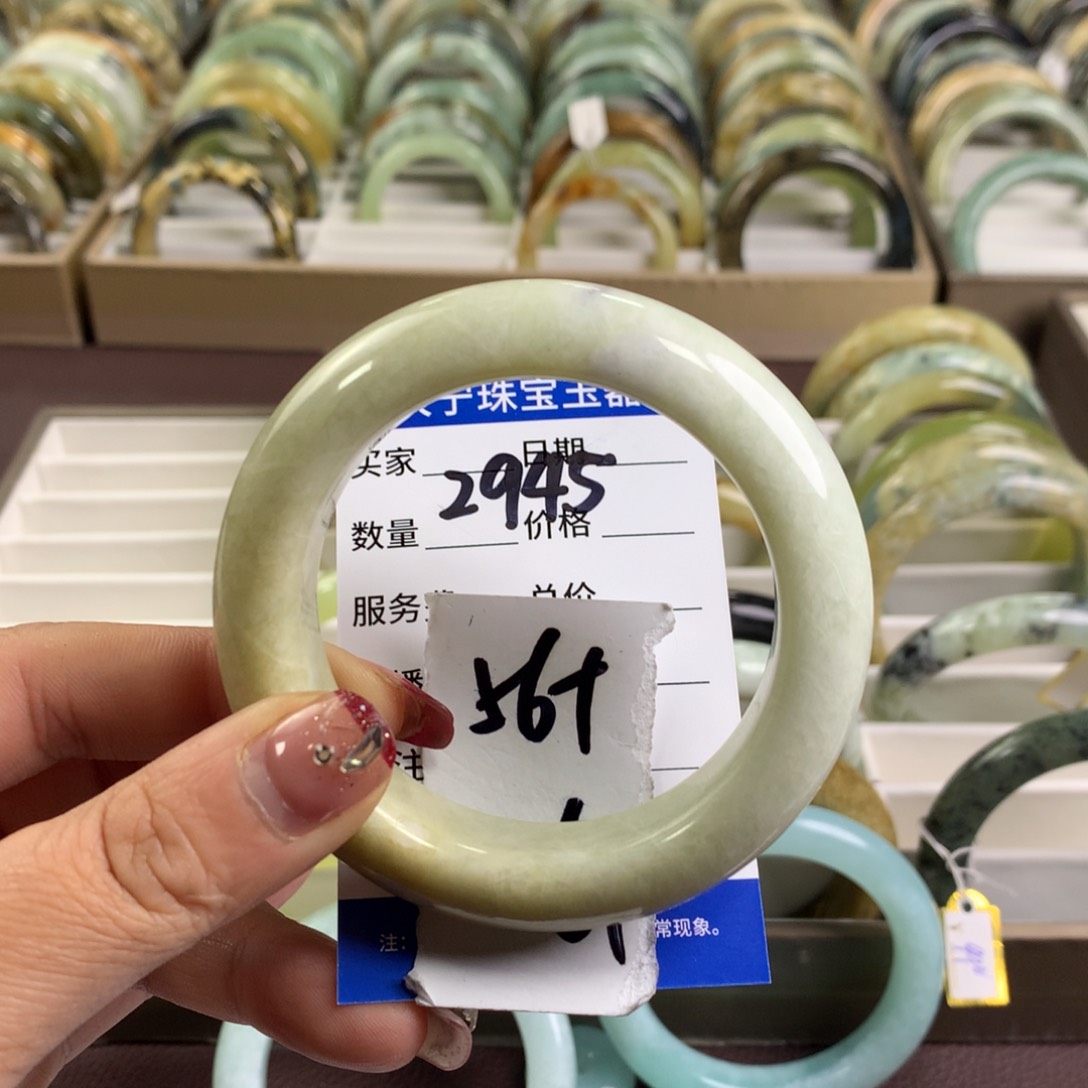 宁珠宝玉器
买家 日期
2945
数量 价格
服务 总价
56t
注: 常现象。